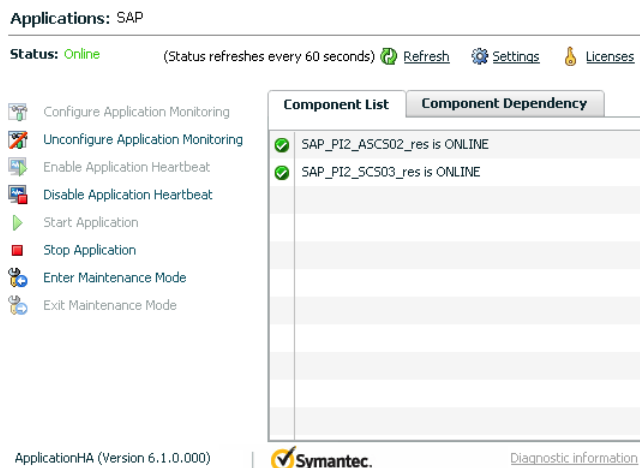 Applications: SAP
Status: Online (Status refreshes every 60 seconds) Refresh Settings Licenses
Configure Application Monitoring
Unconfigure Application Monitoring
Enable Application Heartbeat
Disable Application Heartbeat
Start Application
Stop Application
Enter Maintenance Mode
Exit Maintenance Mode
Component List Component Dependency
SAP_PI2_ASCS02_res is ONLINE
SAP_PI2_SCS03_res is ONLINE
ApplicationHA (Version 6.1.0.000) Symantec. Diagnostic information